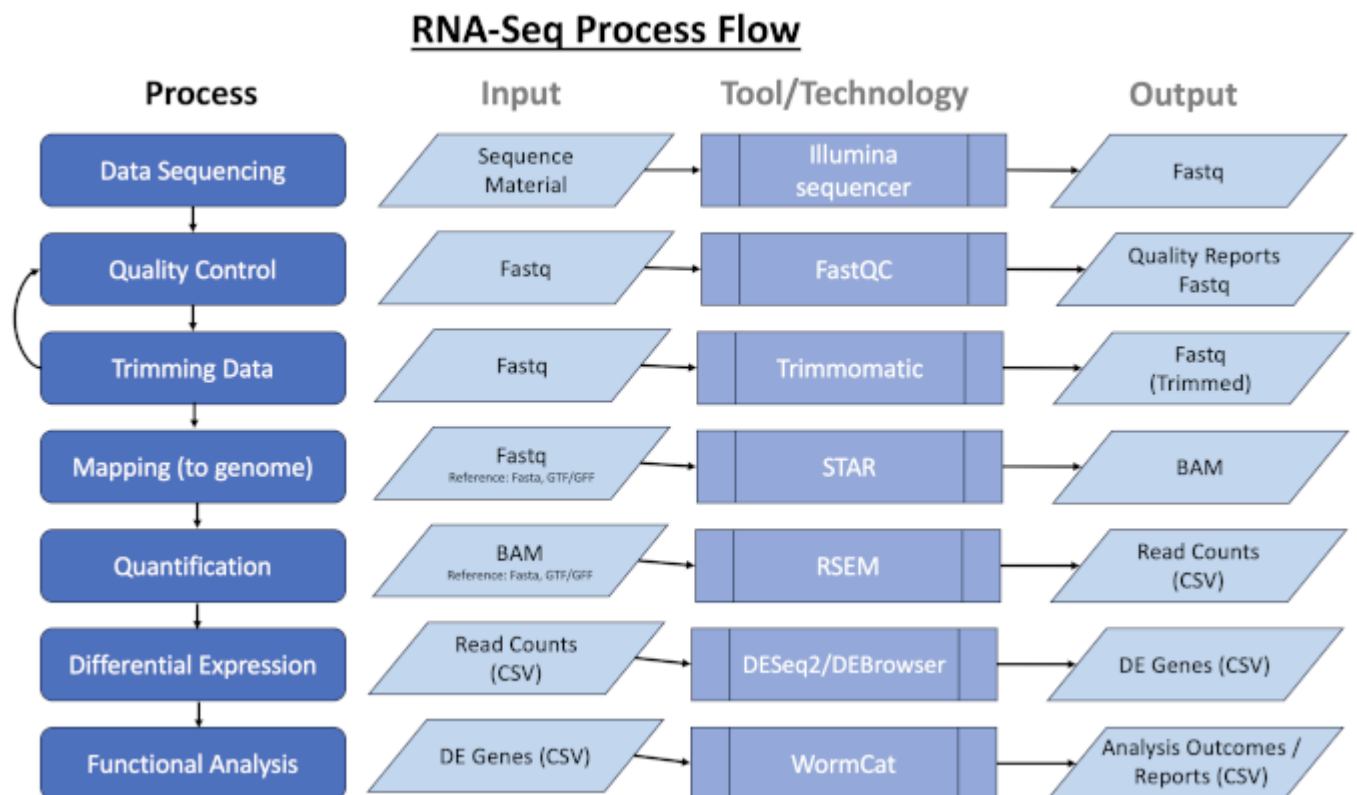 RNA-Seq Process Flow
Process
Input
Tool/Technology
Output
Data Sequencing
Sequence
Material
Illumina
sequencer
Fastq
Quality Control
Fastq
FastQC
Quality Reports
Fastq
Trimming Data
Fastq
Trimmomatic
Fastq
(Trimmed)
Mapping (to genome)
Fastq
Reference: Fasta, GTF/GFF
STAR
BAM
Quantification
BAM
Reference: Fasta, GTF/GFF
RSEM
Read Counts
(CSV)
Differential Expression
Read Counts
(CSV)
DESeq2/DEBrowser
DE Genes (CSV)
Functional Analysis
DE Genes (CSV)
WormCat
Analysis Outcomes /
Reports (CSV)